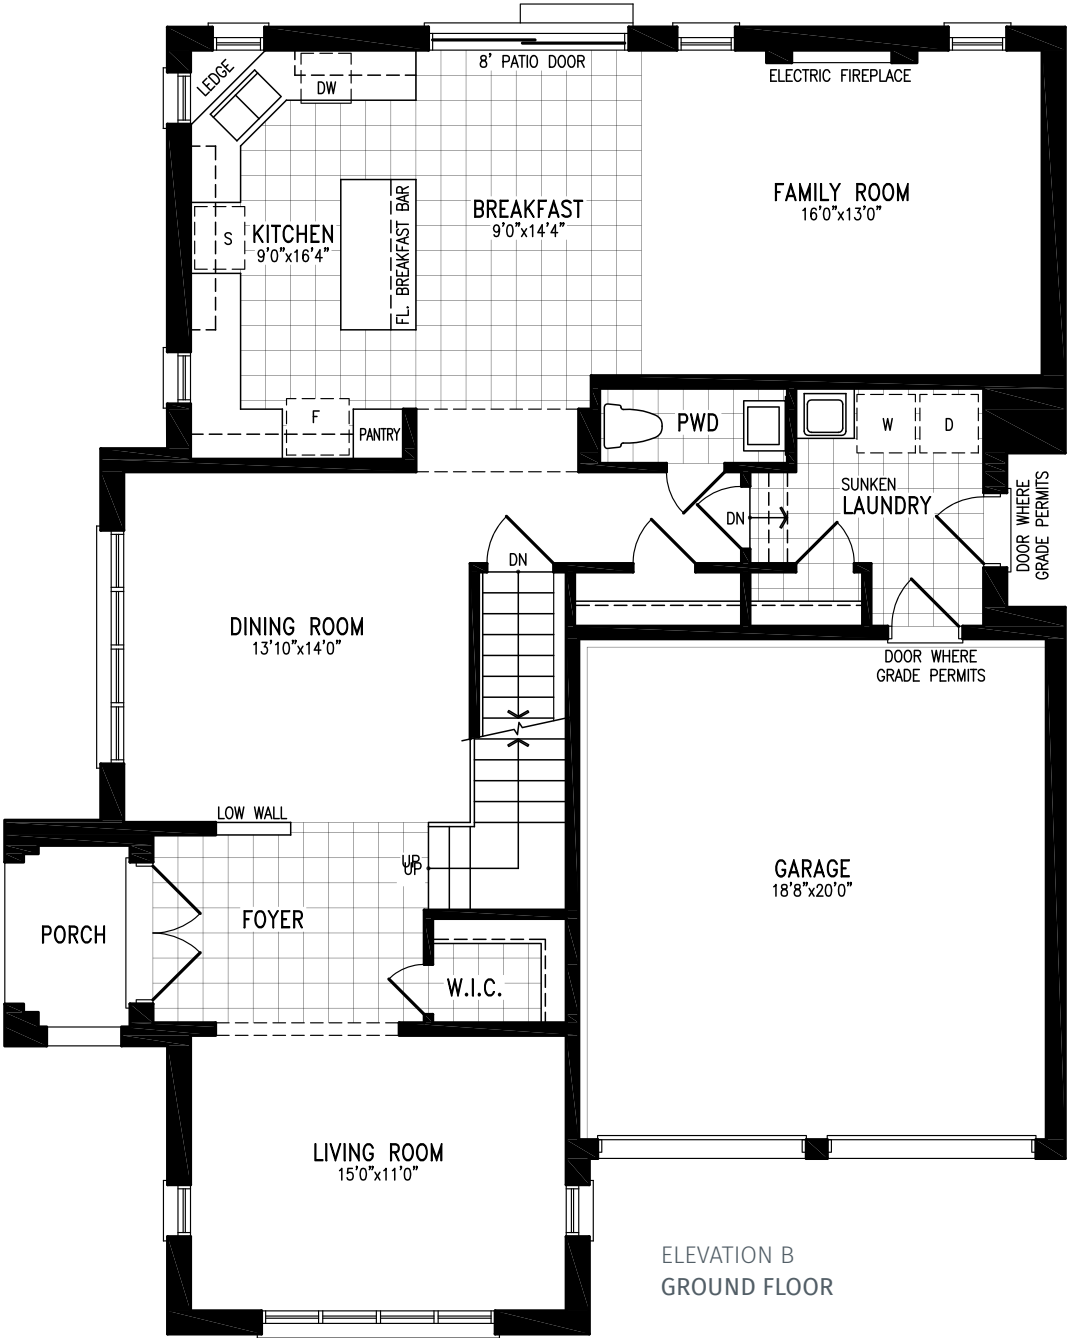 LEDGE
DW
8' PATIO DOOR
ELECTRIC FIREPLACE
FAMILY ROOM
16'0"x13'0"
BREAKFAST
9'0"x14'4"
FL. BREAKFAST BAR
S
KITCHEN
9'0"x16'4"
F
PANTRY
PWD
W
D
SUNKEN
LAUNDRY
DN
DOOR WHERE
GRADE PERMITS
DN
DINING ROOM
13'10"x14'0"
DOOR WHERE
GRADE PERMITS
LOW WALL
UP
UP
GARAGE
18'8"x20'0"
FOYER
PORCH
W.I.C.
LIVING ROOM
15'0"x11'0"
ELEVATION B
GROUND FLOOR